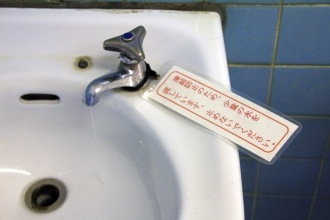 凍結防止のため、少量の水を
流しています。止めないでください。